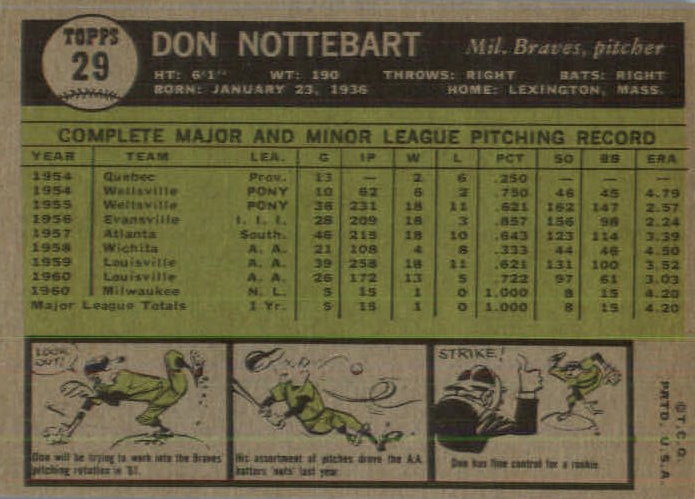 TOPPS
29
DON NOTTEBART Mil. Braves, pitcher
HT: 6'1" WT: 190 THROWS: RIGHT BATS: RIGHT
BORN: JANUARY 23, 1936 HOME: LEXINGTON, MASS.
COMPLETE MAJOR AND MINOR LEAGUE PITCHING RECORD
YEAR TEAM LEA. G IP W L PCT SO BB ERA
1954 Quebec Prov. 13 — 2 6 .250 — — —
1954 Wellsville PONY 10 62 6 2 .750 46 45 4.79
1955 Wellsville PONY 38 231 18 11 .621 162 147 2.57
1956 Evansville I. I. I. 28 209 18 3 .857 156 98 2.24
1957 Atlanta South. 46 215 18 10 .643 123 114 3.39
1958 Wichita A. A. 21 108 4 8 .333 44 46 4.50
1959 Louisville A. A. 39 258 18 11 .621 131 100 3.52
1960 Louisville A. A. 26 172 13 5 .722 97 61 3.03
1960 Milwaukee N. L. 5 15 1 0 1.000 8 15 4.20
Major League Totals 1 Yr. 5 15 1 0 1.000 8 15 4.20
LOOK
OUT!
Don will be trying to work into the Braves
pitching rotation in '61.
His assortment of pitches drove the A.A.
batters 'nuts' last year.
STRIKE!
Don has fine control for a rookie.
©T.C.G.
PRTD. U.S.A.